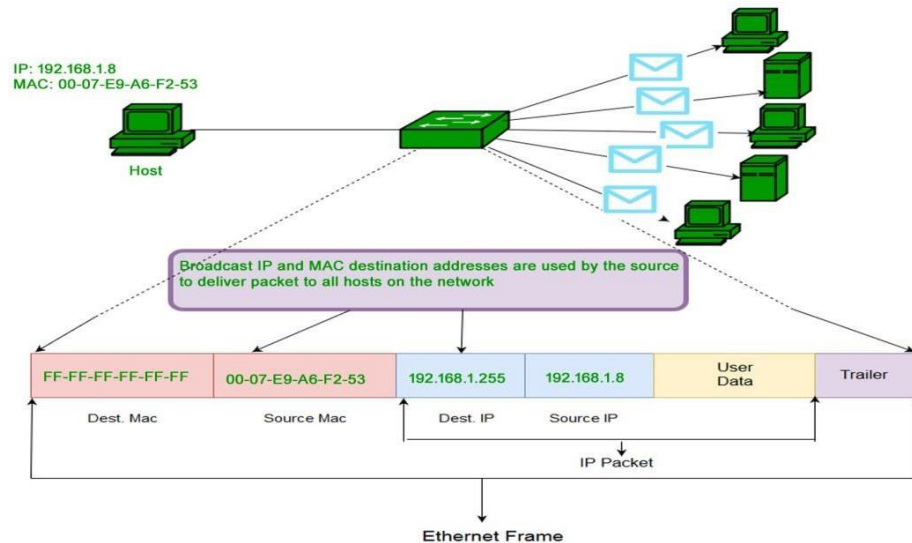 IP: 192.168.1.8
MAC: 00-07-E9-A6-F2-53
Host
Broadcast IP and MAC destination addresses are used by the source
to deliver packet to all hosts on the network
FF-FF-FF-FF-FF-FF
00-07-E9-A6-F2-53
192.168.1.255
192.168.1.8
User
Data
Trailer
Dest. Mac
Source Mac
Dest. IP
Source IP
IP Packet
Ethernet Frame